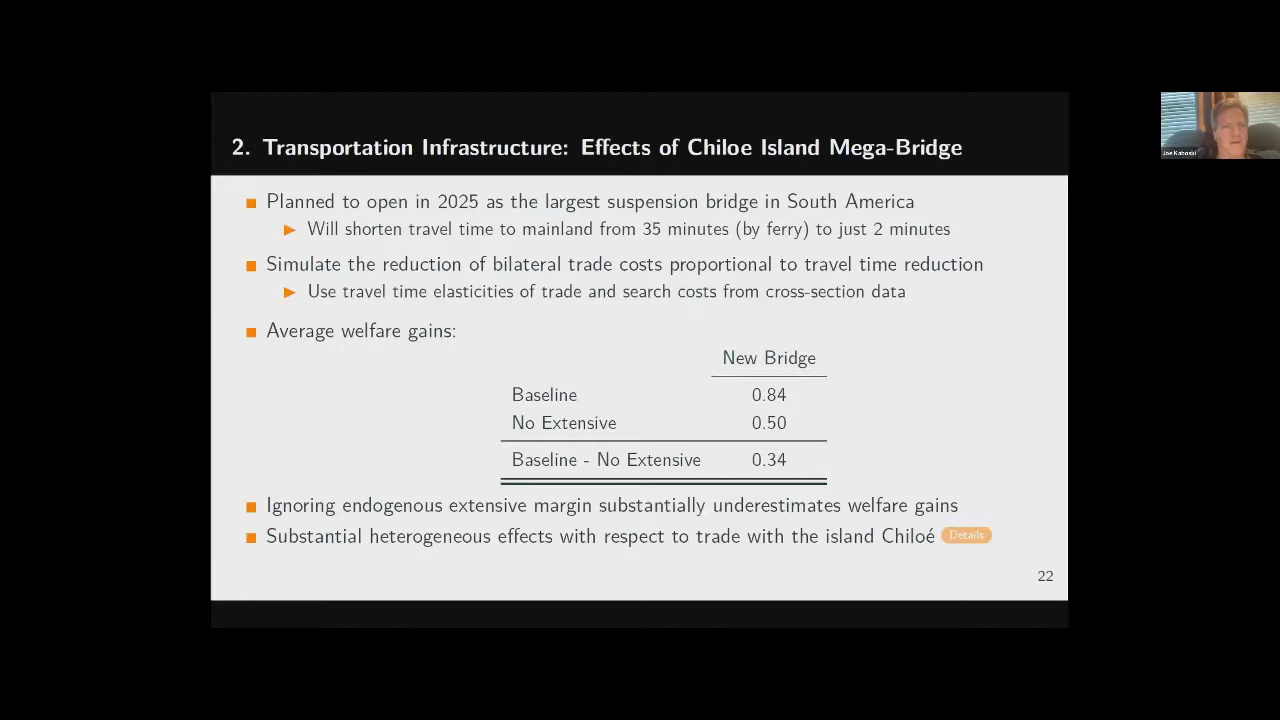 2. Transportation Infrastructure: Effects of Chiloe Island Mega-Bridge
Joe Kaboski
Planned to open in 2025 as the largest suspension bridge in South America
Will shorten travel time to mainland from 35 minutes (by ferry) to just 2 minutes
Simulate the reduction of bilateral trade costs proportional to travel time reduction
Use travel time elasticities of trade and search costs from cross-section data
Average welfare gains:
New Bridge
Baseline 0.84
No Extensive 0.50
Baseline - No Extensive 0.34
Ignoring endogenous extensive margin substantially underestimates welfare gains
Substantial heterogeneous effects with respect to trade with the island Chiloé Details
22